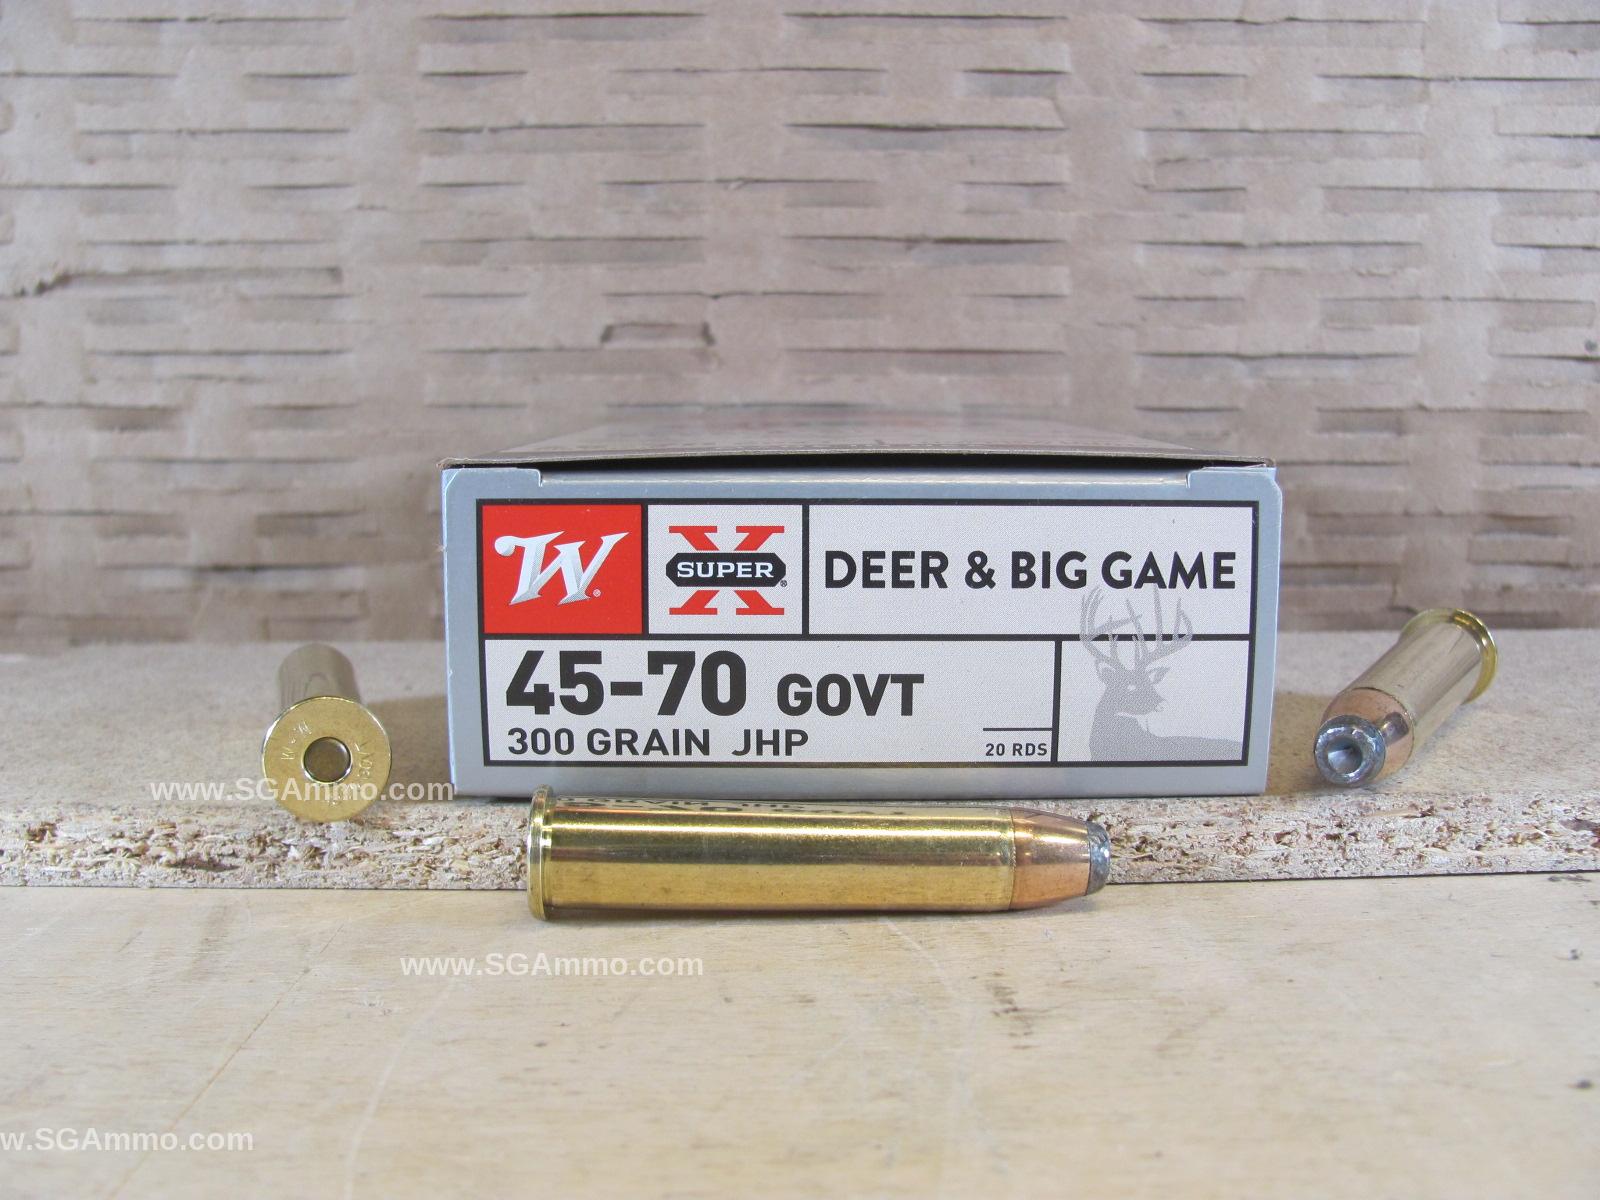 W
SUPER X
DEER & BIG GAME
45-70 GOVT
300 GRAIN JHP
20 RDS
W-W
www.SGAmmo.com
www.SGAmmo.com
w.SGAmmo.com